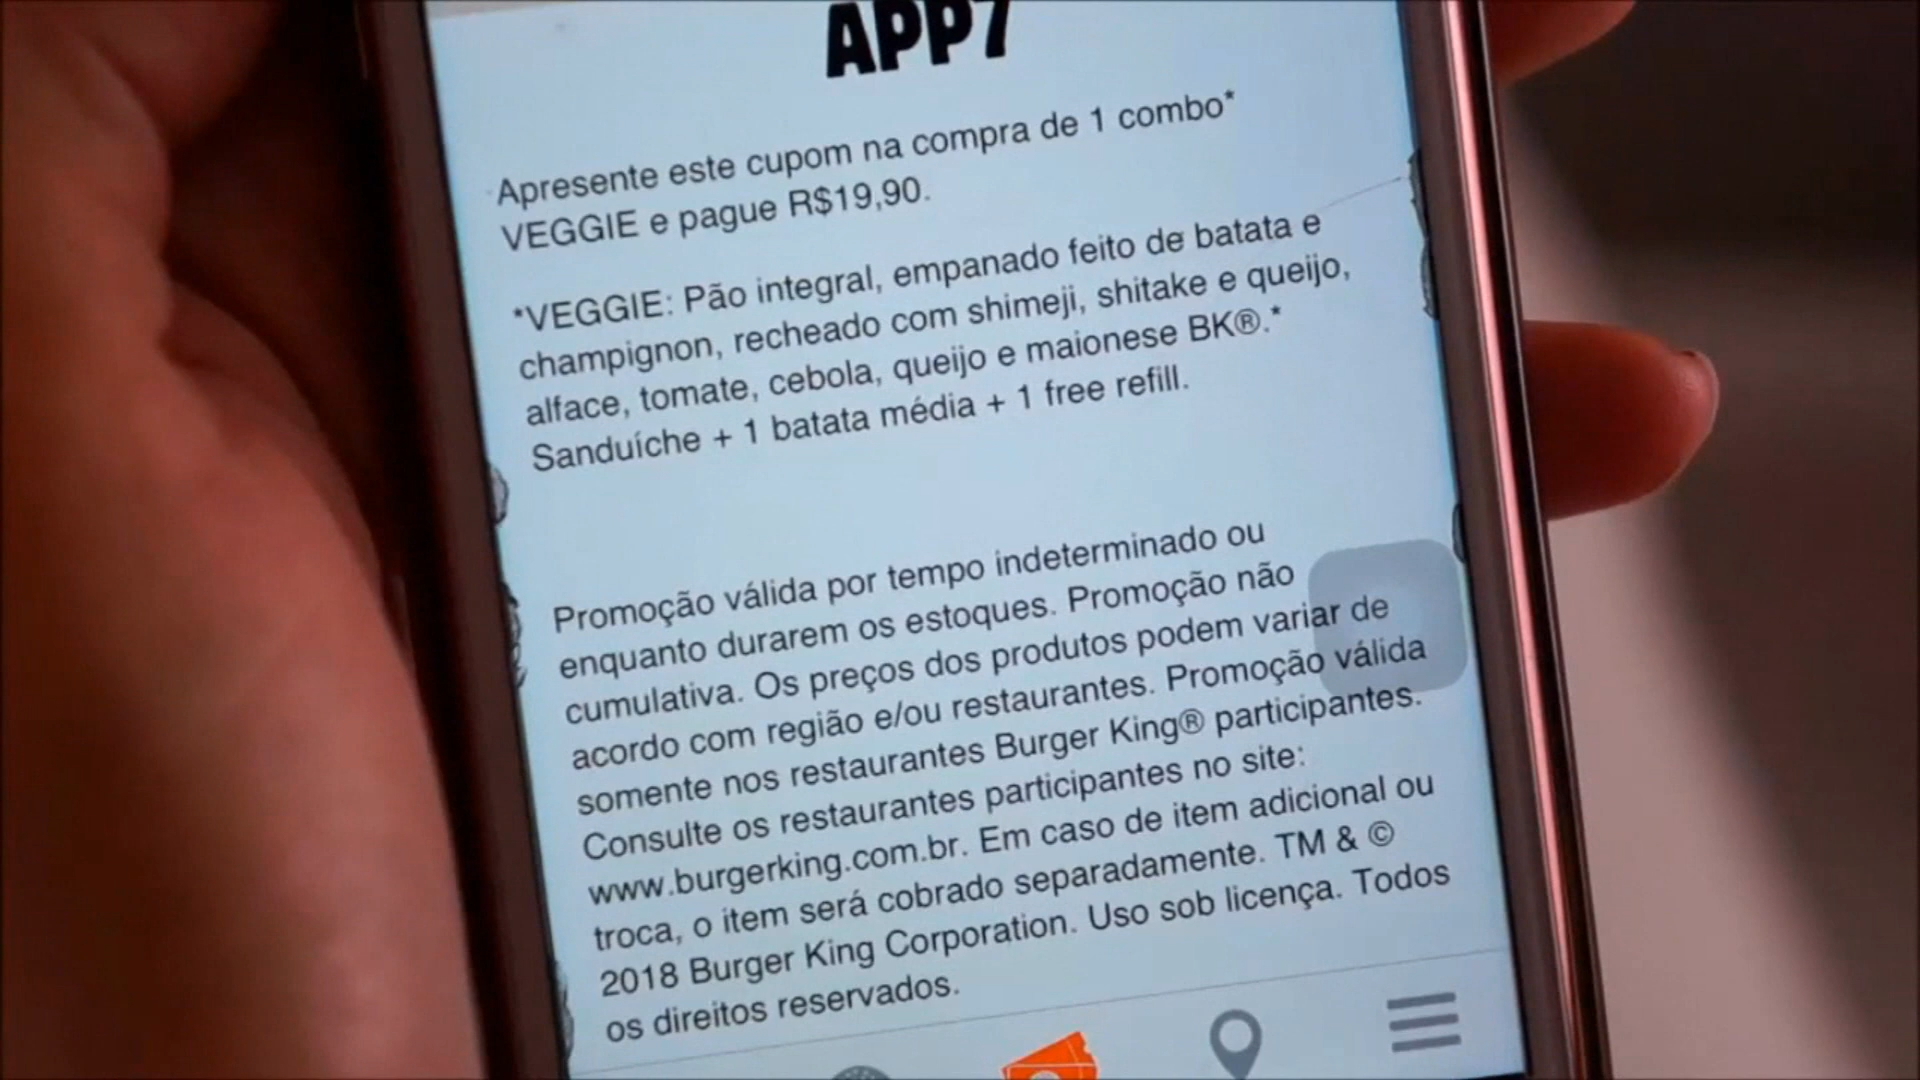 APP7
Apresente este cupom na compra de 1 combo*
VEGGIE e pague R$19,90.
*VEGGIE: Pão integral, empanado feito de batata e
champignon, recheado com shimeji, shitake e queijo,
alface, tomate, cebola, queijo e maionese BK®.*
Sanduíche + 1 batata média + 1 free refill.
Promoção válida por tempo indeterminado ou
enquanto durarem os estoques. Promoção não
cumulativa. Os preços dos produtos podem variar de
acordo com região e/ou restaurantes. Promoção válida
somente nos restaurantes Burger King® participantes.
Consulte os restaurantes participantes no site:
www.burgerking.com.br. Em caso de item adicional ou
troca, o item será cobrado separadamente. TM & ©
2018 Burger King Corporation. Uso sob licença. Todos
os direitos reservados.